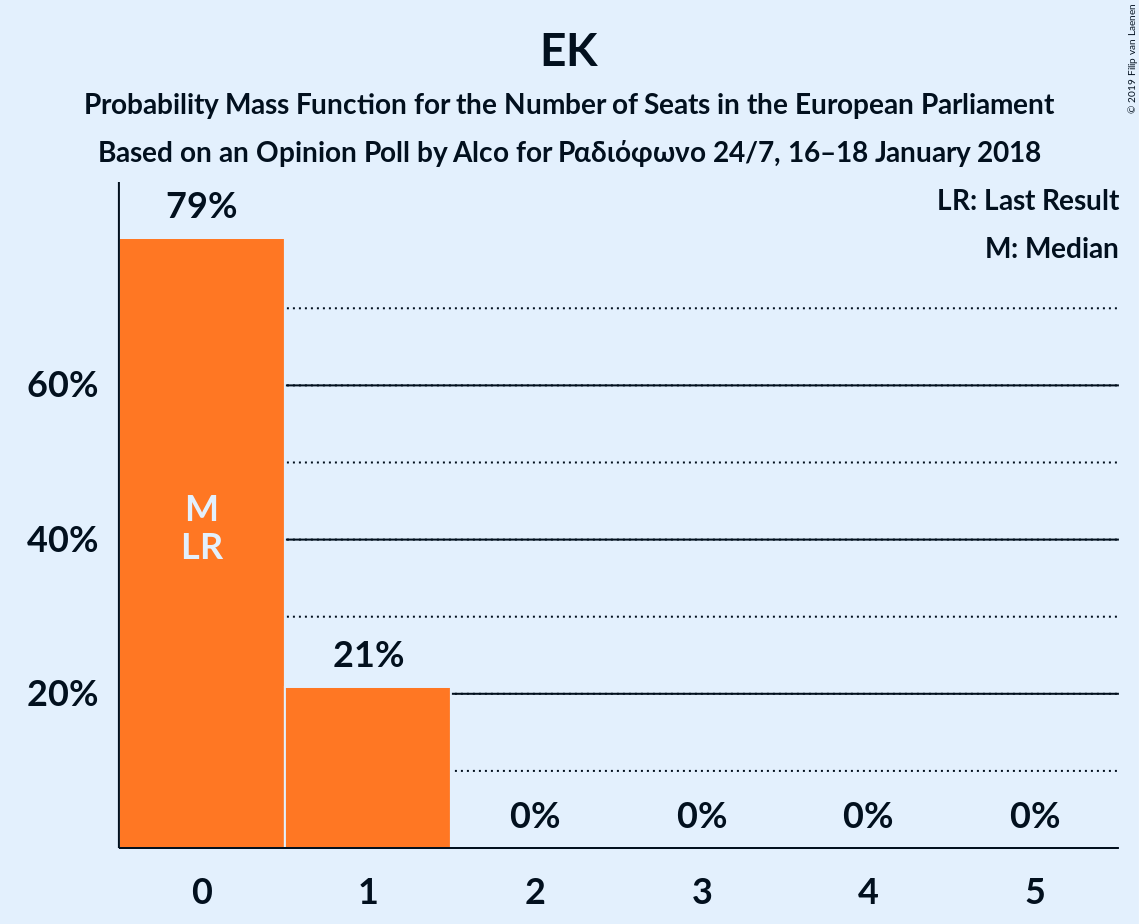 EK
Probability Mass Function for the Number of Seats in the European Parliament
Based on an Opinion Poll by Alco for Ραδιόφωνο 24/7, 16–18 January 2018
© 2019 Filip van Laenen
LR: Last Result
M: Median
79%
60%
M
LR
40%
21%
20%
0% 0% 0% 0%
0 1 2 3 4 5